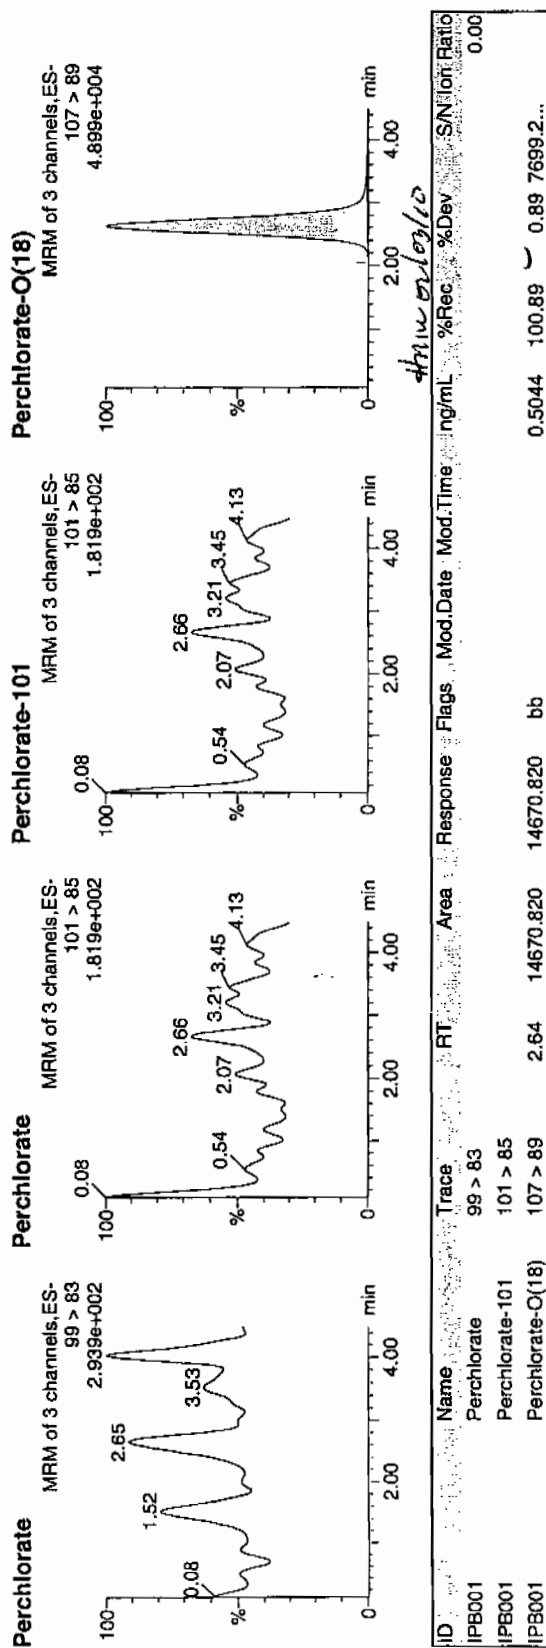 Perchlorate
MRM of 3 channels,ES-
99 > 83
2.939e+002
100
%
0
0.08
1.52
2.65
3.53
2.00
4.00
min
Perchlorate
MRM of 3 channels,ES-
101 > 85
1.819e+002
100
%
0
0.08
0.54
2.07
2.66
3.21
3.45
4.13
2.00
4.00
min
Perchlorate-101
MRM of 3 channels,ES-
101 > 85
1.819e+002
100
%
0
0.08
0.54
2.07
2.66
3.21
3.45
4.13
2.00
4.00
min
Perchlorate-O(18)
MRM of 3 channels,ES-
107 > 89
4.899e+004
100
%
0
2.00
4.00
min
ID Name Trace RT Area Response Flags Mod.Date Mod.Time ng/mL %Rec %Dev S/N Ion Ratio
IPB001 Perchlorate 99 > 83 0.00
IPB001 Perchlorate-101 101 > 85
IPB001 Perchlorate-O(18) 107 > 89 2.64 14670.820 14670.820 bb 0.5044 100.89 0.89 7699.2...